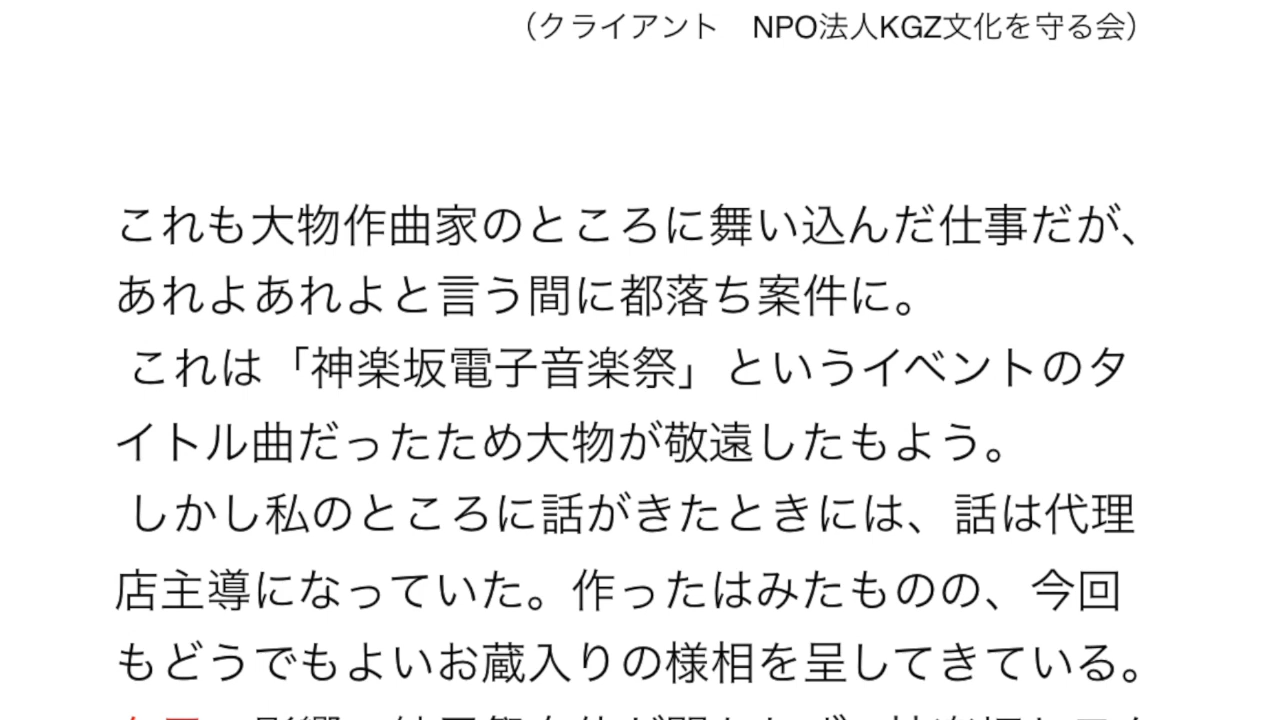 （クライアント　NPO法人KGZ文化を守る会）
これも大物作曲家のところに舞い込んだ仕事だが、
あれよあれよと言う間に都落ち案件に。
これは「神楽坂電子音楽祭」というイベントのタ
イトル曲だったため大物が敬遠したもよう。
しかし私のところに話がきたときには、話は代理
店主導になっていた。作ったはみたものの、今回
もどうでもよいお蔵入りの様相を呈してきている。